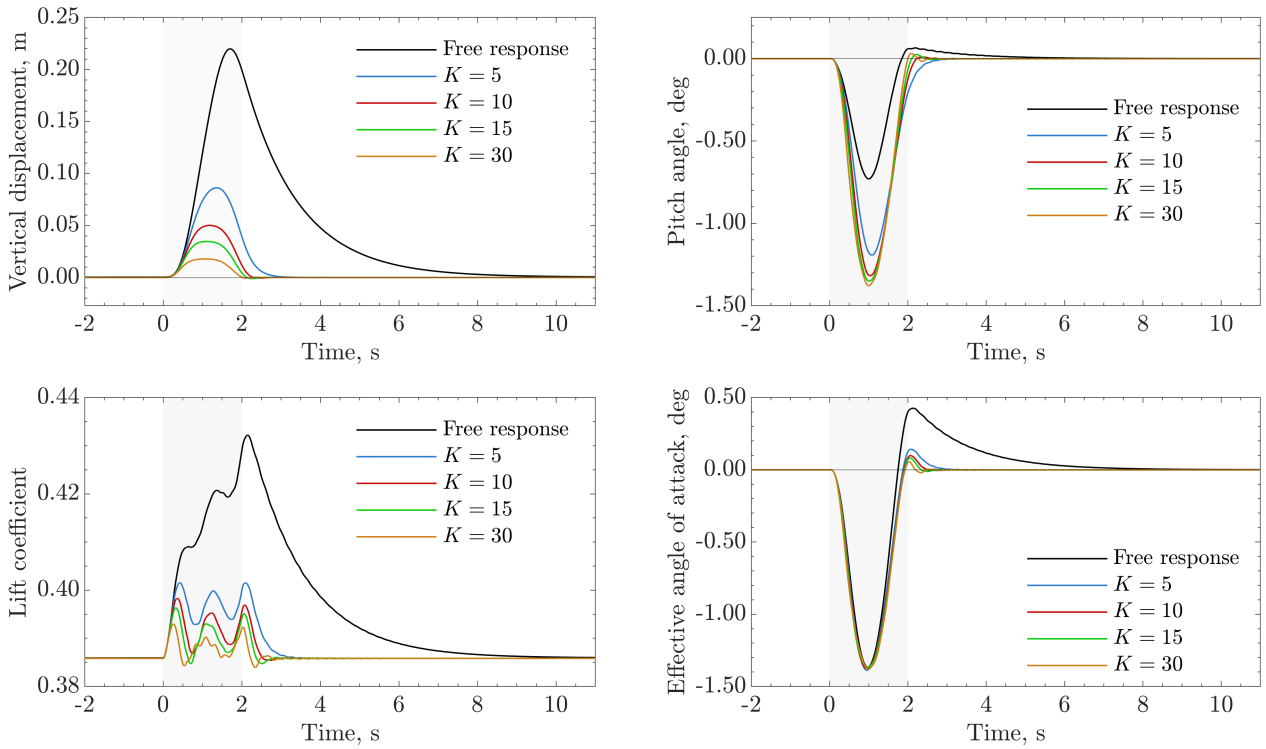 Vertical displacement, m
0.25
0.20
0.15
0.10
0.05
0.00
-2 0 2 4 6 8 10
Time, s
Free response
K = 5
K = 10
K = 15
K = 30
Pitch angle, deg
0.00
-0.50
-1.00
-1.50
-2 0 2 4 6 8 10
Time, s
Free response
K = 5
K = 10
K = 15
K = 30
Lift coefficient
0.44
0.42
0.40
0.38
-2 0 2 4 6 8 10
Time, s
Free response
K = 5
K = 10
K = 15
K = 30
Effective angle of attack, deg
0.50
0.00
-0.50
-1.00
-1.50
-2 0 2 4 6 8 10
Time, s
Free response
K = 5
K = 10
K = 15
K = 30